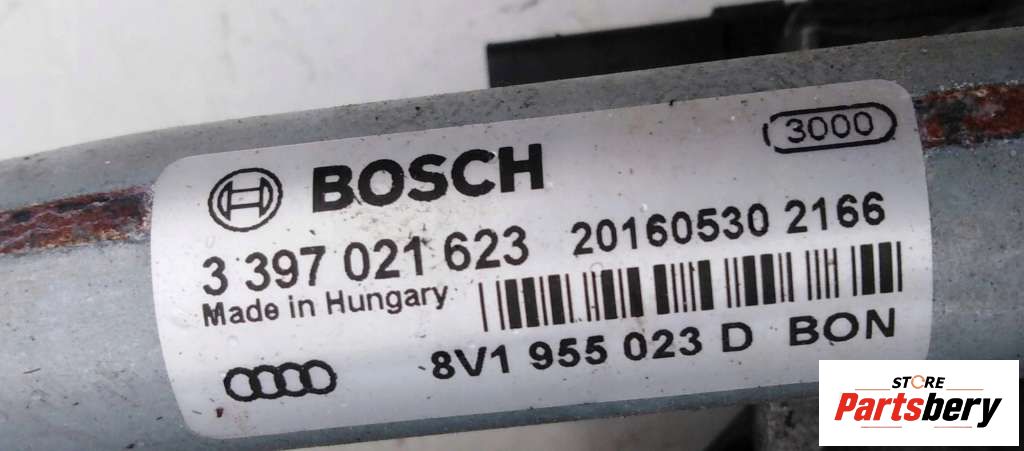 3000
BOSCH
3 397 021 623 20160530 2166
Made in Hungary
8V1 955 023 D BON
STORE
Partsbery